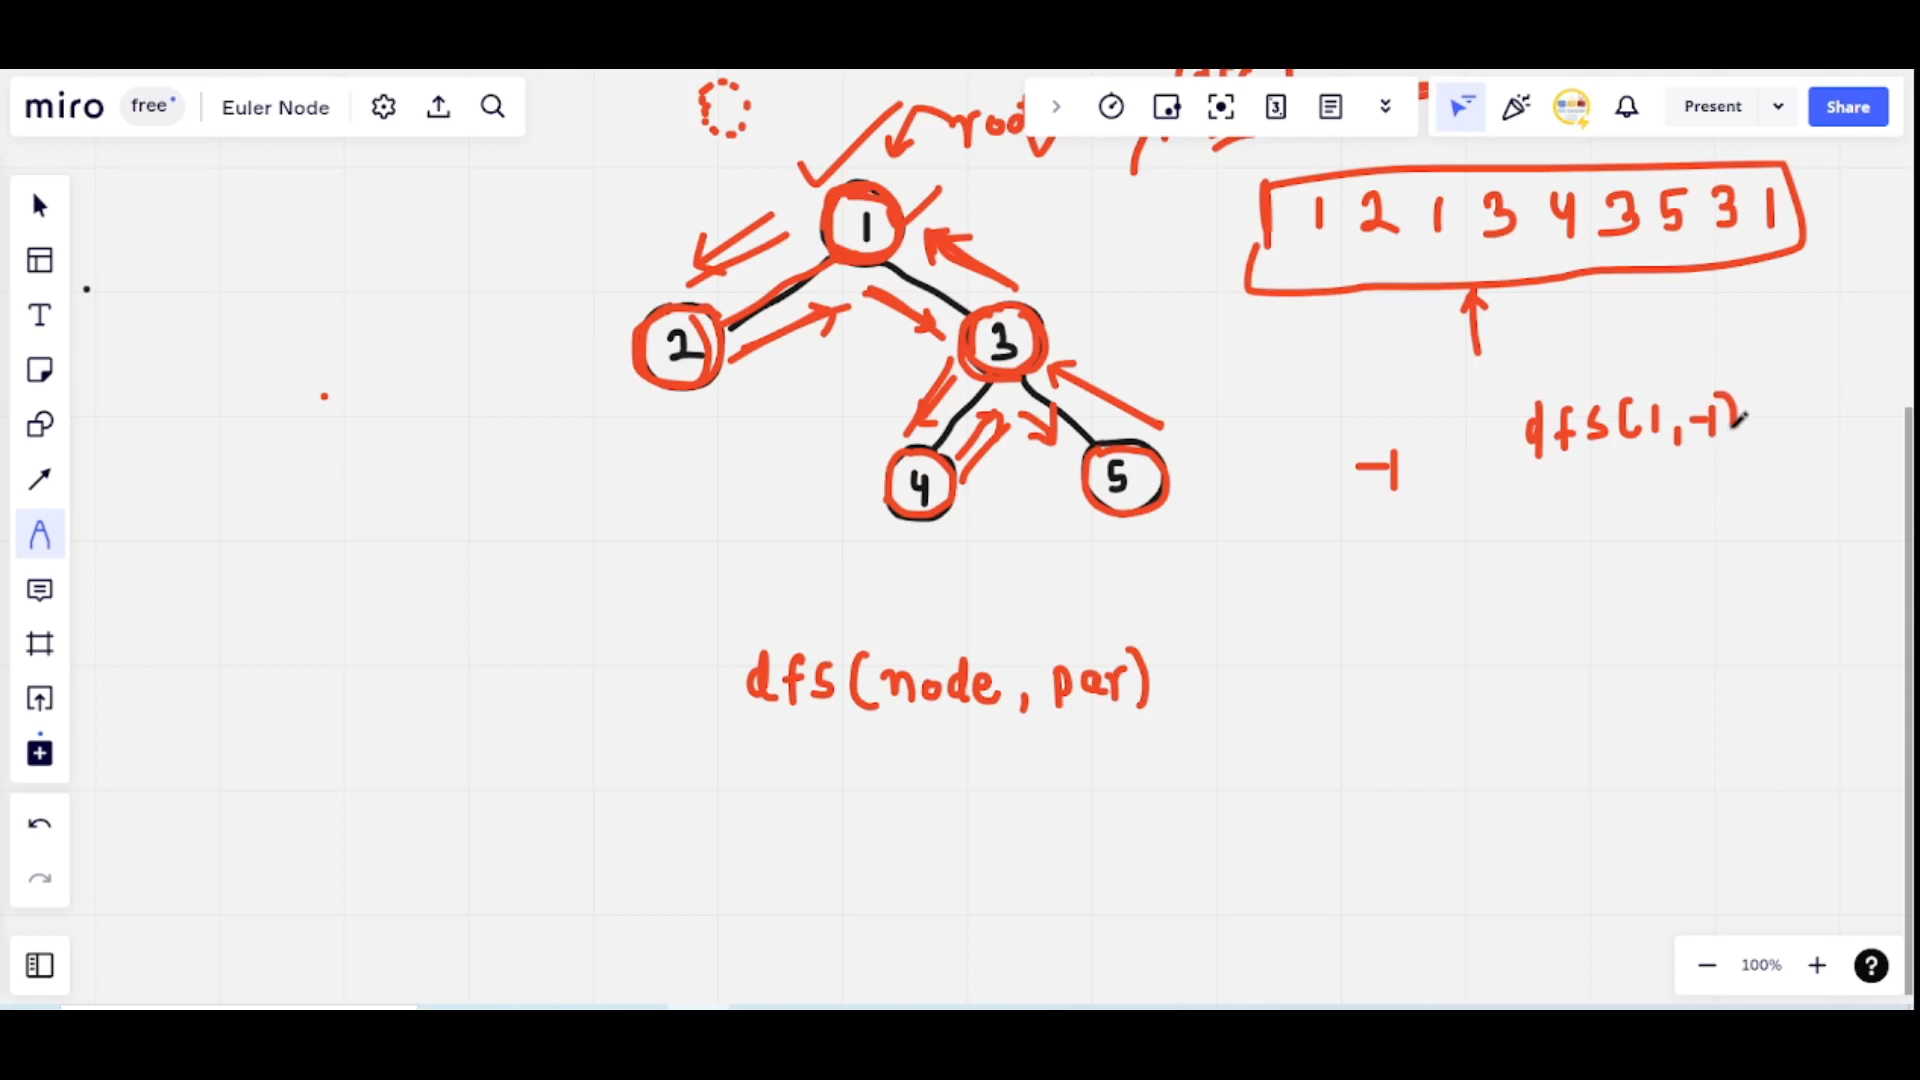 miro free Euler Node
Present Share
1 2 1 3 4 3 5 3 1
1
2 3
dfs(1,-1)
-1
4 5
dfs(node, par)
100%